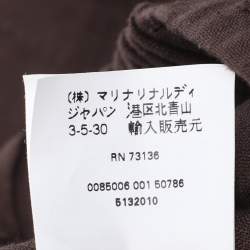 (株) マリナリナルディ
ジャパン 港区北青山
3-5-30 輸入販売元
RN 73136
0085006 001 50786
5132010